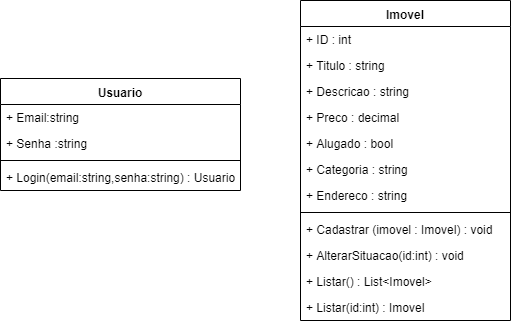 Usuario
+ Email:string
+ Senha :string
+ Login(email:string,senha:string) : Usuario
Imovel
+ ID : int
+ Titulo : string
+ Descricao : string
+ Preco : decimal
+ Alugado : bool
+ Categoria : string
+ Endereco : string
+ Cadastrar (imovel : Imovel) : void
+ AlterarSituacao(id:int) : void
+ Listar() : List<Imovel>
+ Listar(id:int) : Imovel